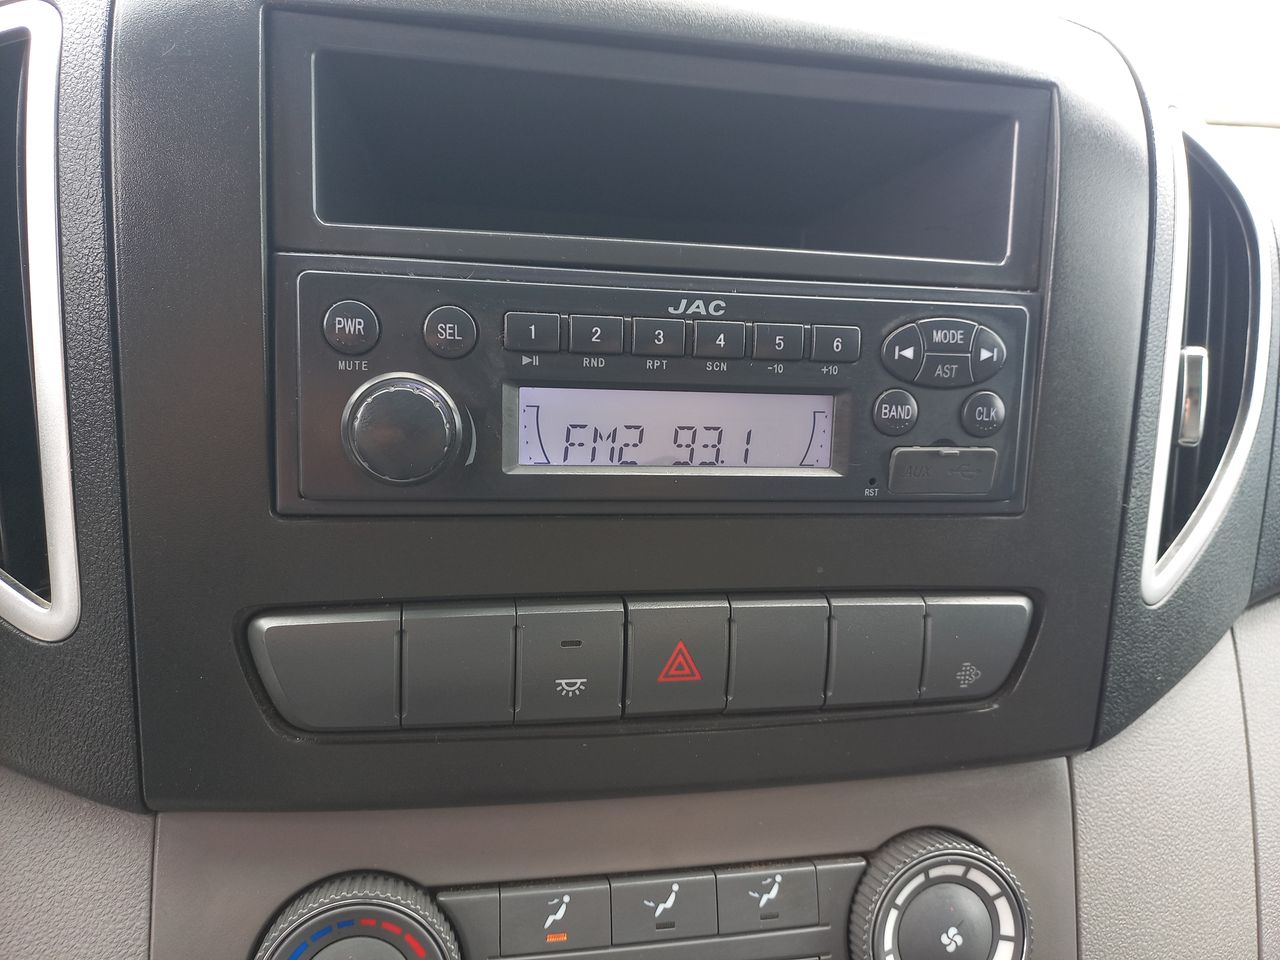 JAC
PWR
SEL
1 2 3 4 5 6
MODE
MUTE
RND RPT SCN -10 +10
AST
BAND
CLK
FM2 93.1
AUX
RST